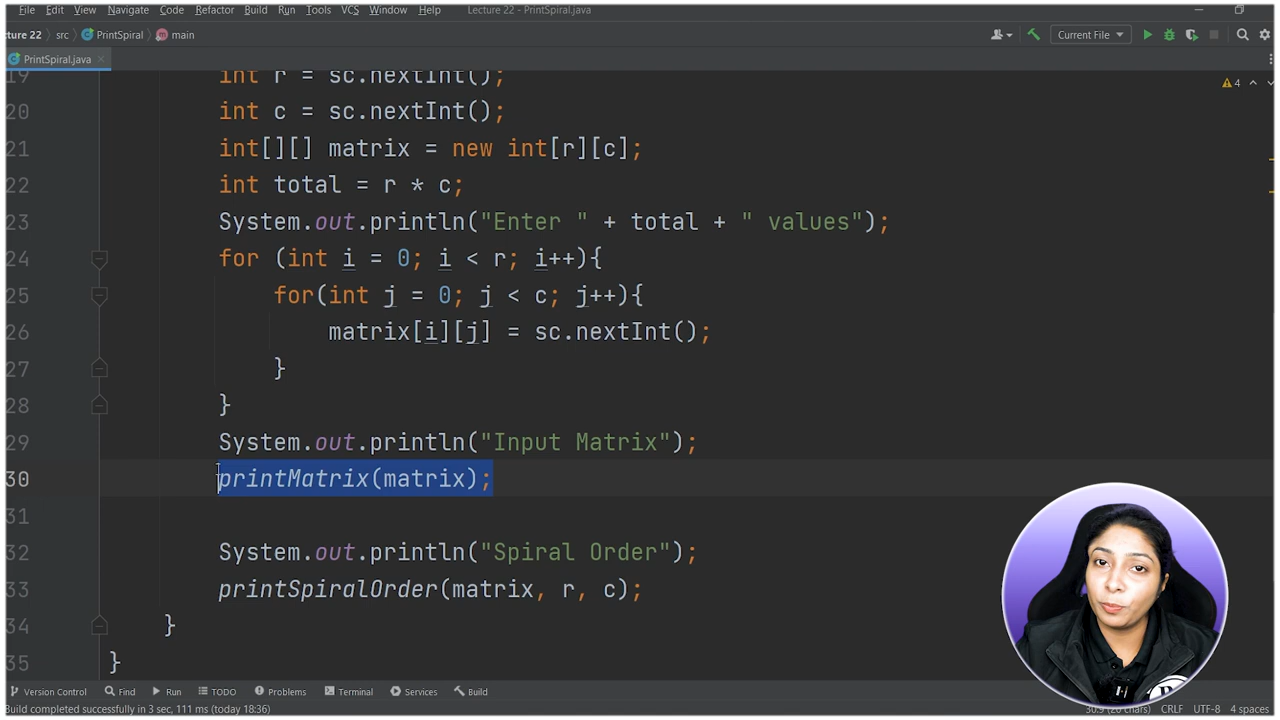 File Edit View Navigate Code Refactor Build Run Tools VCS Window Help Lecture 22 - PrintSpiral.java
cture 22 src PrintSpiral main Current File
PrintSpiral.java
19 int r = sc.nextInt();
4
20 int c = sc.nextInt();
21 int[][] matrix = new int[r][c];
22 int total = r * c;
23 System.out.println("Enter " + total + " values");
24 for (int i = 0; i < r; i++){
25 for(int j = 0; j < c; j++){
26 matrix[i][j] = sc.nextInt();
27 }
28 }
29 System.out.println("Input Matrix");
30 printMatrix(matrix);
31
32 System.out.println("Spiral Order");
33 printSpiralOrder(matrix, r, c);
34 }
35 }
Version Control Find Run TODO Problems Terminal Services Build
Build completed successfully in 3 sec, 111 ms (today 18:36) CRLF UTF-8 4 spaces